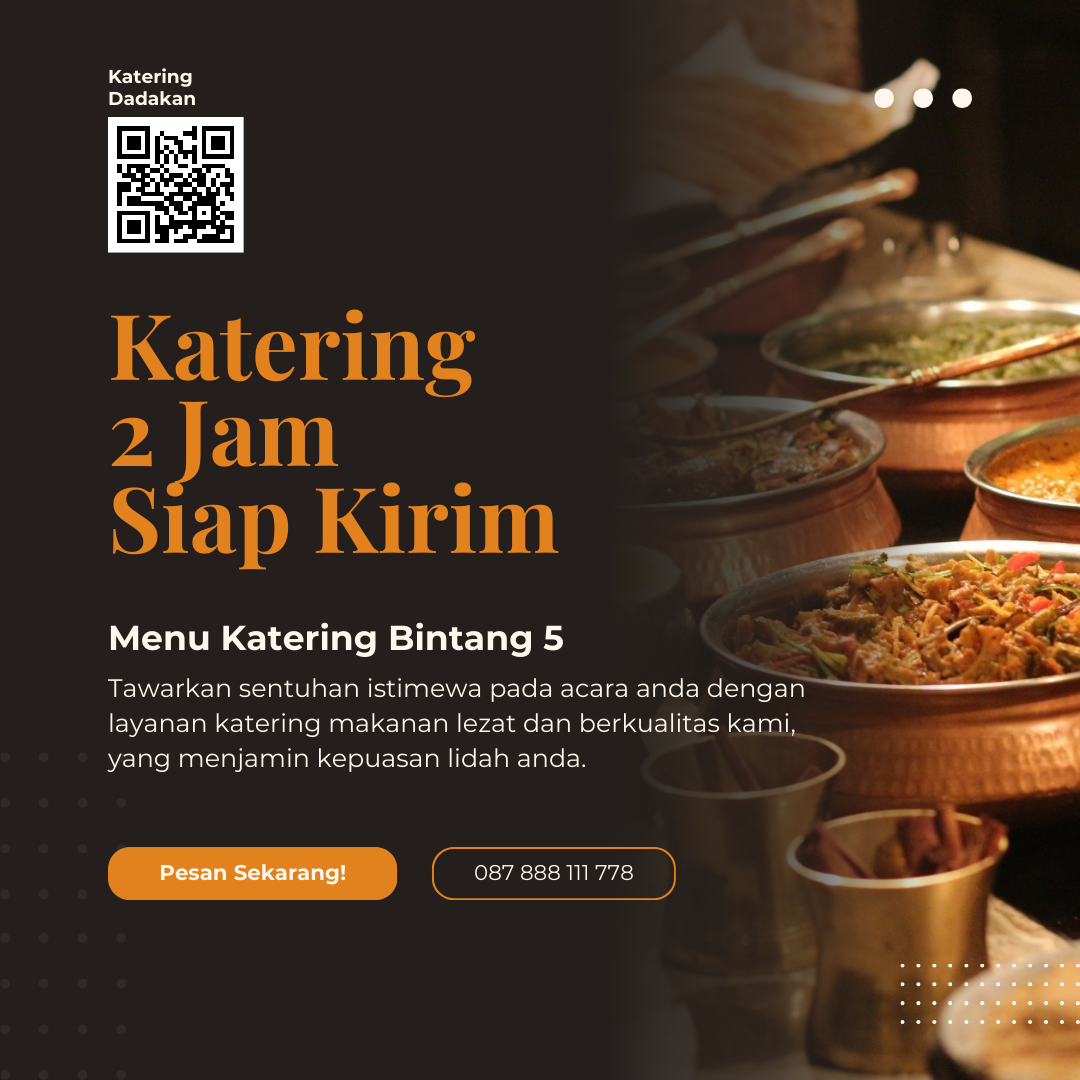 Katering
Dadakan
Katering
2 Jam
Siap Kirim
Menu Katering Bintang 5
Tawarkan sentuhan istimewa pada acara anda dengan
layanan katering makanan lezat dan berkualitas kami,
yang menjamin kepuasan lidah anda.
Pesan Sekarang!
087 888 111 778